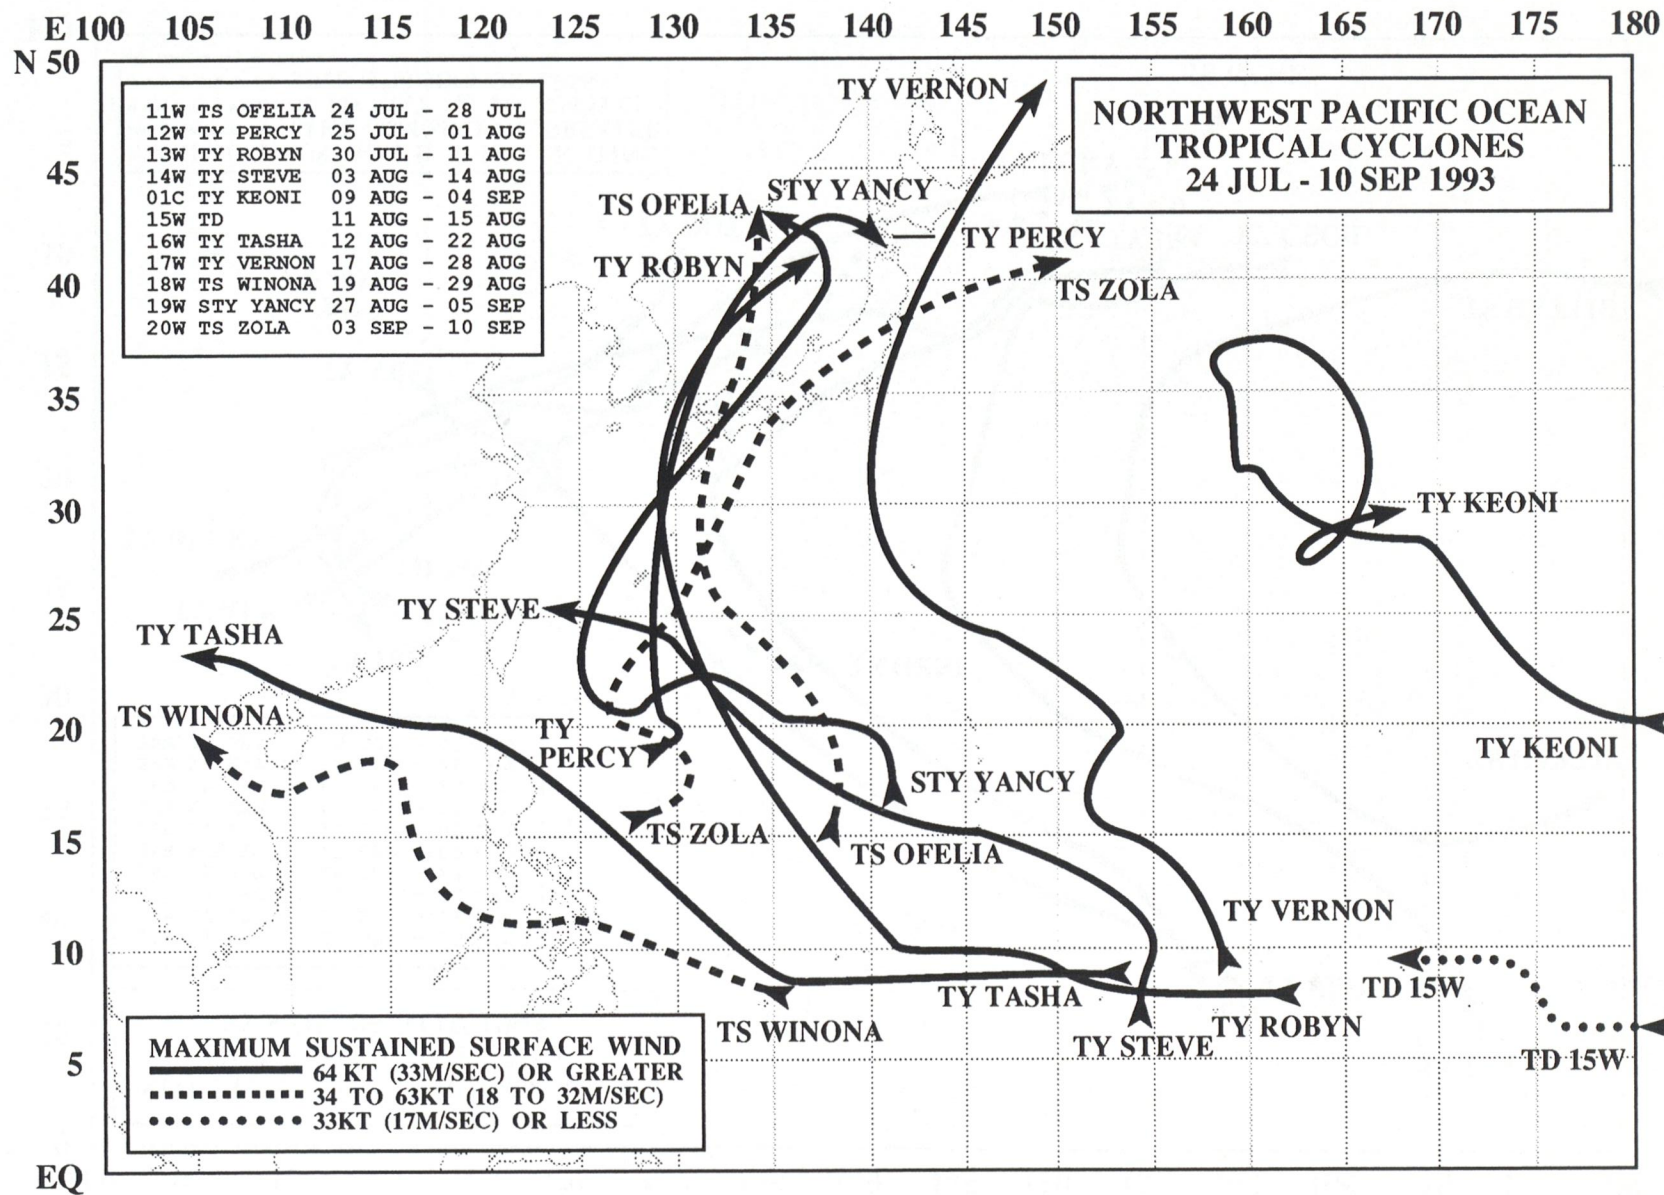 E 100 105 110 115 120 125 130 135 140 145 150 155 160 165 170 175 180
N 50
45
40
35
30
25
20
15
10
5
EQ
11W TS OFELIA 24 JUL - 28 JUL
12W TY PERCY 25 JUL - 01 AUG
13W TY ROBYN 30 JUL - 11 AUG
14W TY STEVE 03 AUG - 14 AUG
01C TY KEONI 09 AUG - 04 SEP
15W TD 11 AUG - 15 AUG
16W TY TASHA 12 AUG - 22 AUG
17W TY VERNON 17 AUG - 28 AUG
18W TS WINONA 19 AUG - 29 AUG
19W STY YANCY 27 AUG - 05 SEP
20W TS ZOLA 03 SEP - 10 SEP
NORTHWEST PACIFIC OCEAN
TROPICAL CYCLONES
24 JUL - 10 SEP 1993
TY VERNON
STY YANCY
TS OFELIA
TY PERCY
TY ROBYN
TS ZOLA
TY KEONI
TY STEVE
TY TASHA
TS WINONA
TY
PERCY
TY KEONI
STY YANCY
TS ZOLA
TS OFELIA
TY VERNON
TD 15W
TY TASHA
TS WINONA
TY ROBYN
TY STEVE
TD 15W
MAXIMUM SUSTAINED SURFACE WIND
64 KT (33M/SEC) OR GREATER
34 TO 63KT (18 TO 32M/SEC)
33KT (17M/SEC) OR LESS